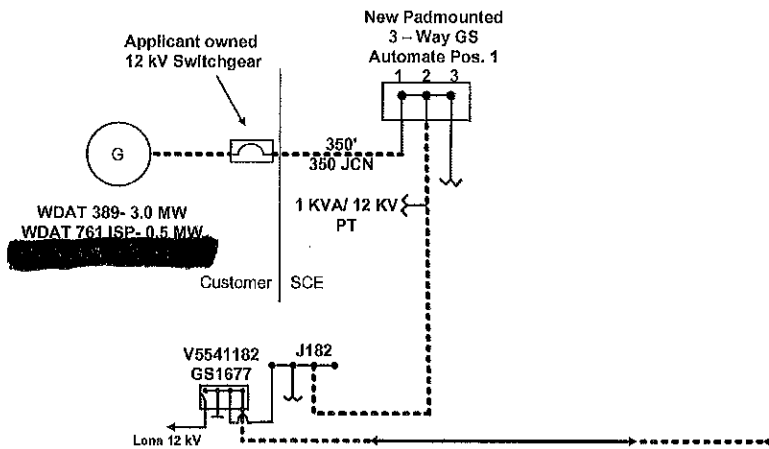 New Padmounted
3 – Way GS
Automate Pos. 1
1 2 3
Applicant owned
12 kV Switchgear
G
350'
350 JCN
WDAT 389- 3.0 MW
WDAT 761 ISP- 0.5 MW
1 KVA/ 12 KV
PT
Customer SCE
V5541182
GS1677
J182
Lona 12 kV